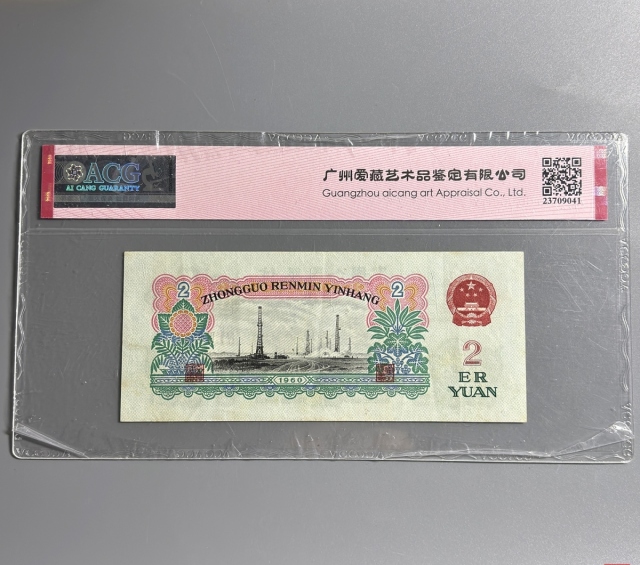 ACG
AI CANG GUARANTY
广州爱藏艺术品鉴定有限公司
Guangzhou aicang art Appraisal Co., Ltd.
23709041
2
2
ZHONGGUO RENMIN YINHANG
1960
2
ER
YUAN